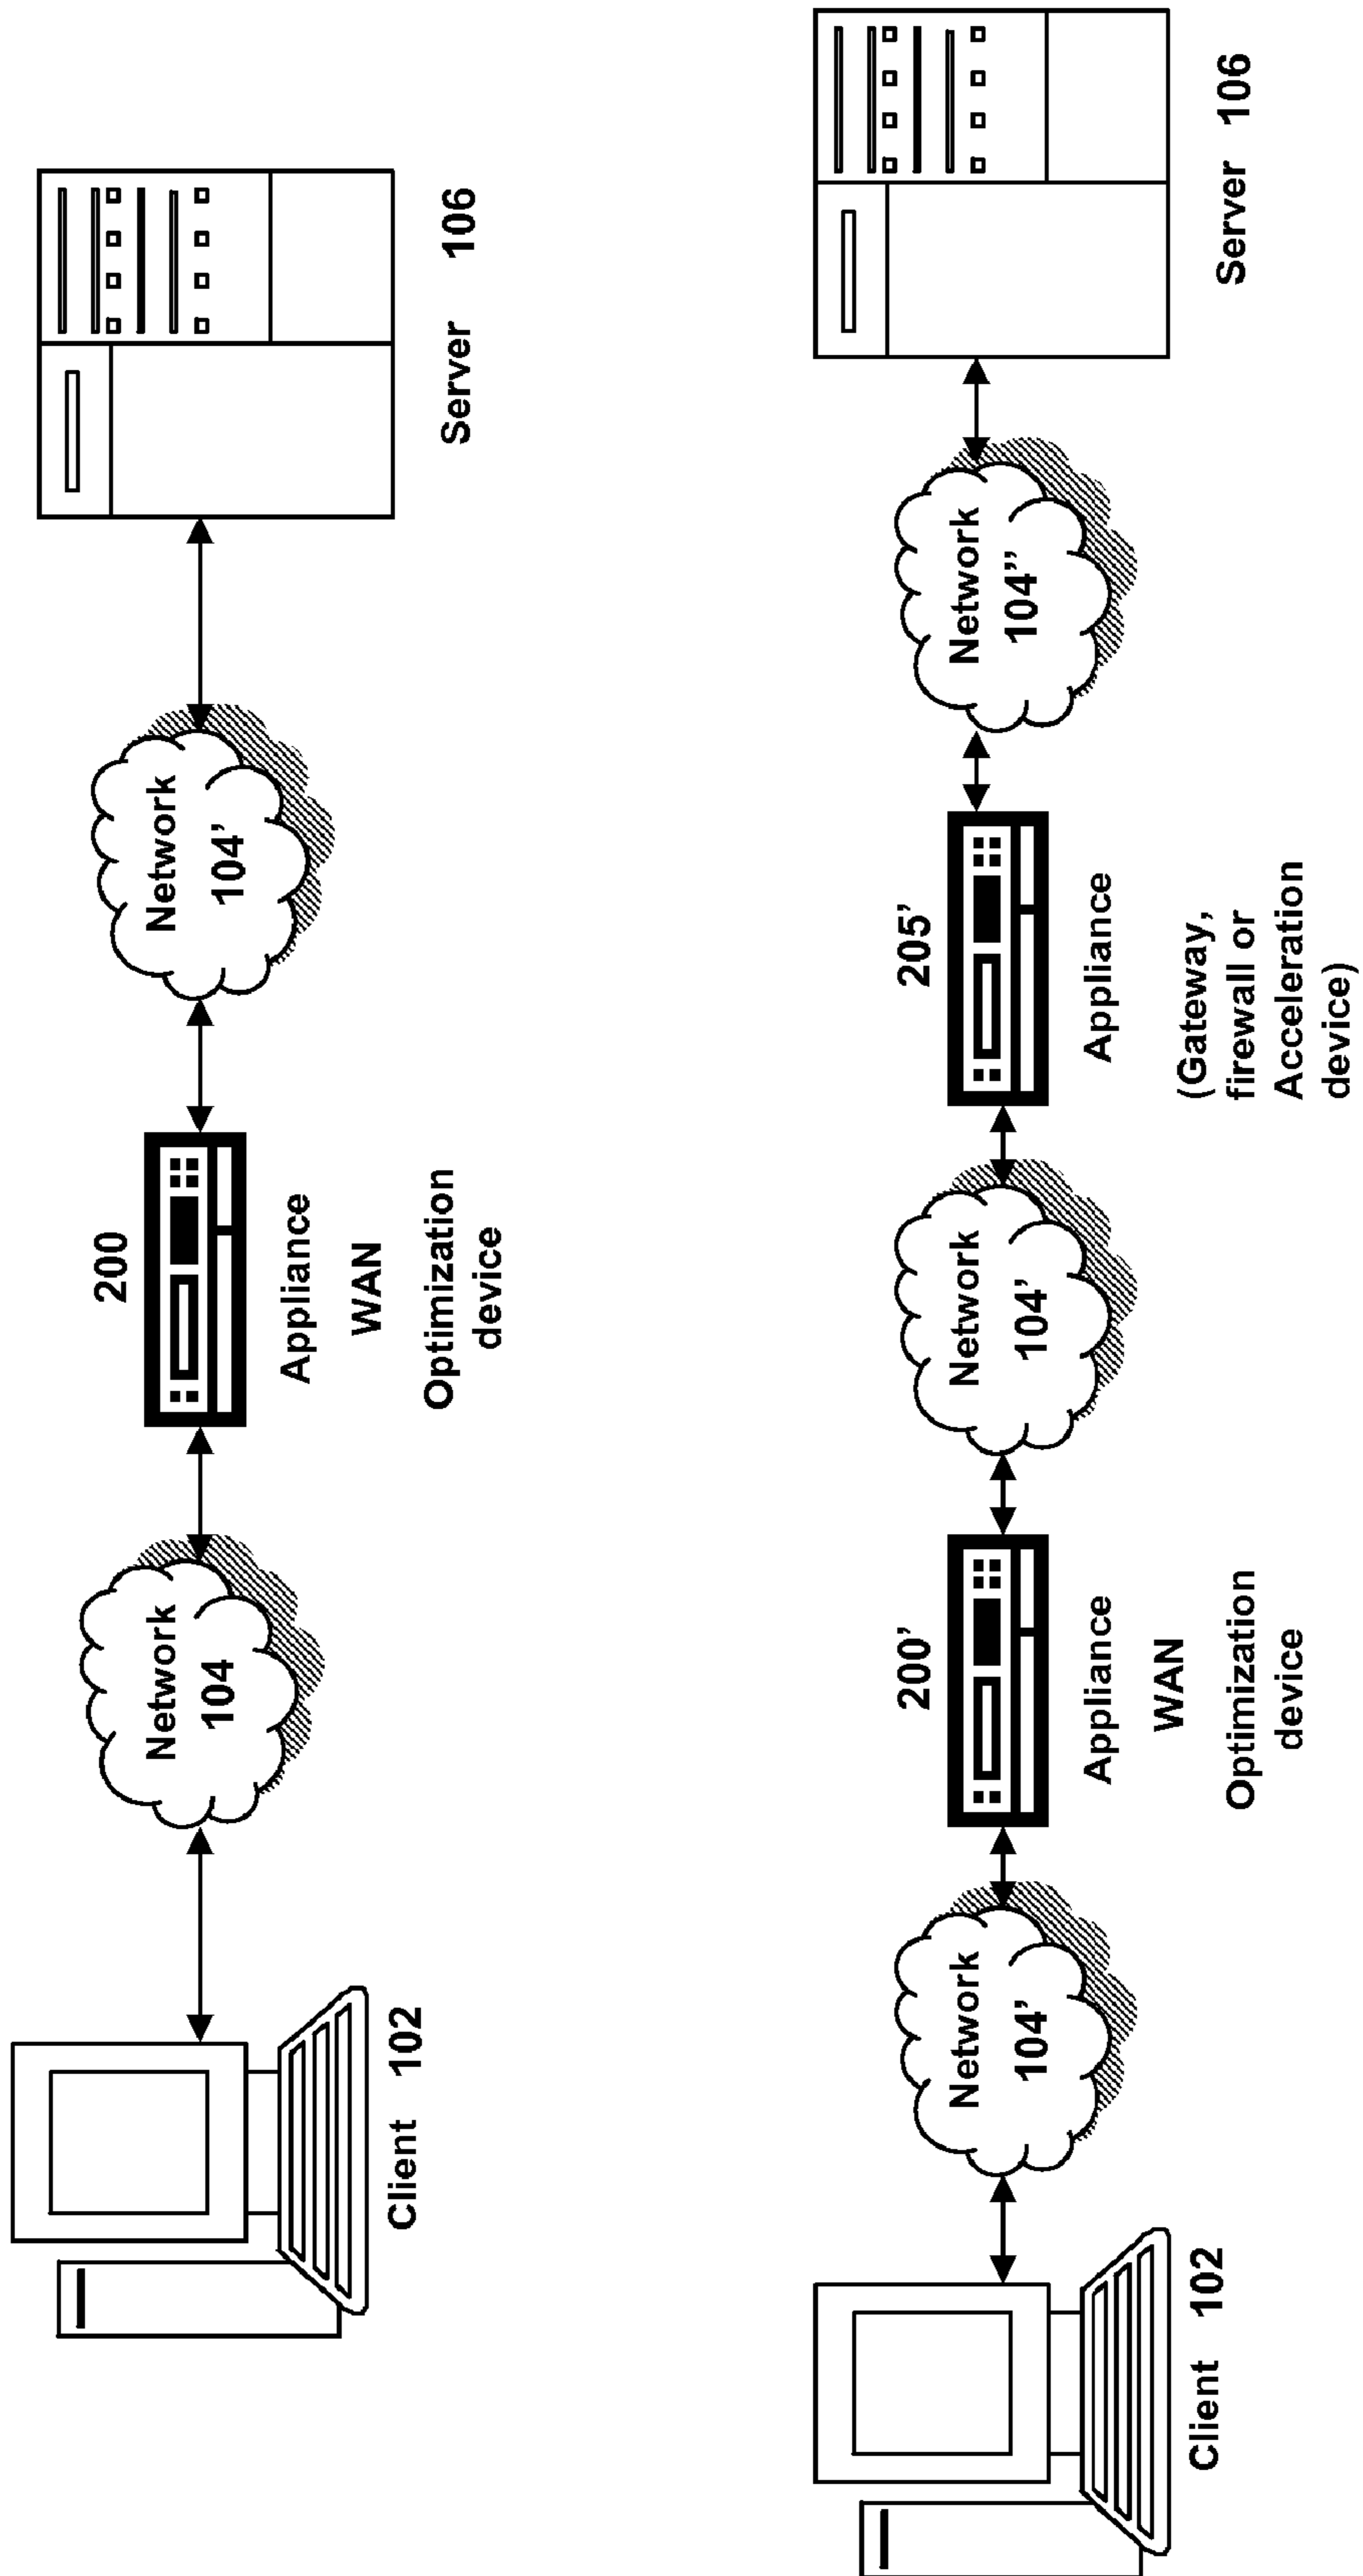 Client 102
Network
104
200
Appliance
WAN
Optimization
device
Network
104’
Server 106
Client 102
Network
104’
200’
Appliance
WAN
Optimization
device
Network
104’
205’
Appliance
(Gateway,
firewall or
Acceleration
device)
Network
104’’
Server 106